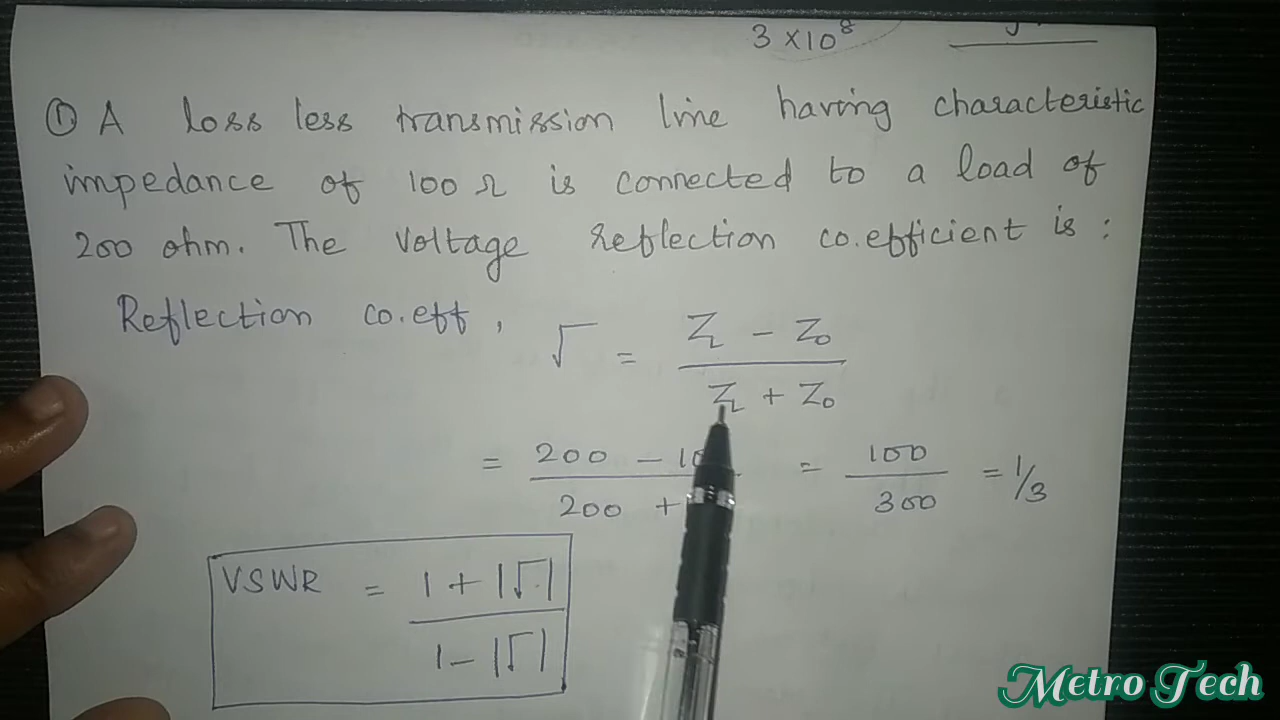 3 × 10⁸
① A loss less transmission line having characteristic
impedance of 100 Ω is connected to a load of
200 ohm. The Voltage Reflection co.efficient is :
Reflection co.eff, Γ = (Z_L − Z_0) / (Z_L + Z_0)
= (200 − 10 / (200 + = 100 / 300 = 1/3
VSWR = (1 + |Γ|) / (1 − |Γ|)
Metro Tech